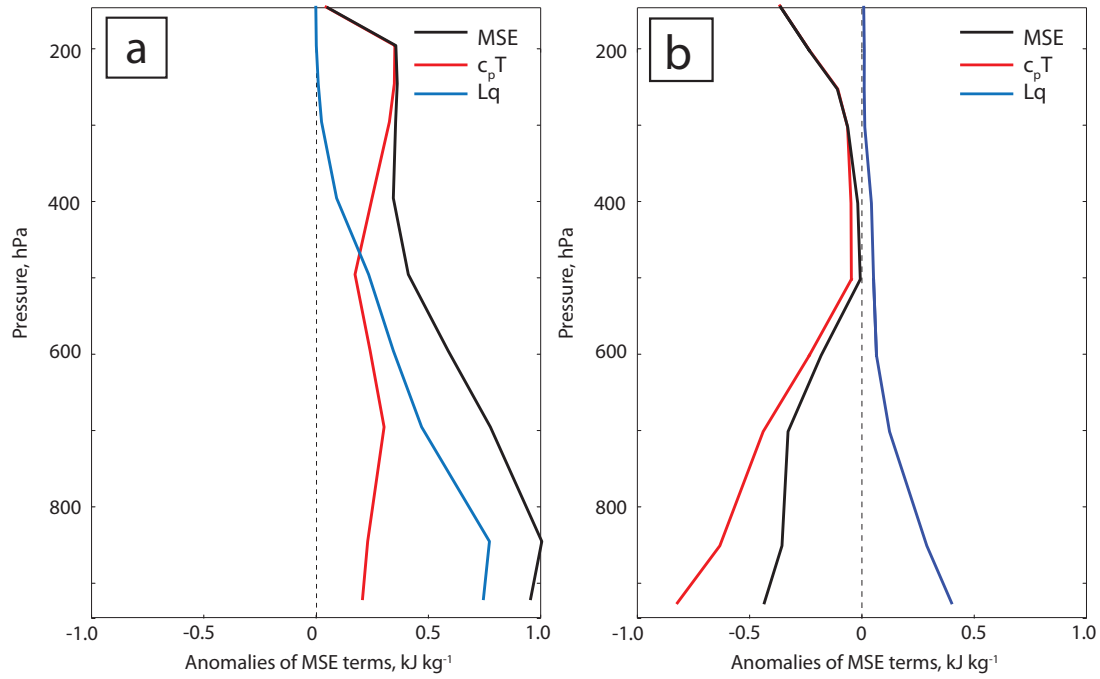 a
MSE
cₚT
Lq
200
400
600
800
Pressure, hPa
-1.0
-0.5
0
0.5
1.0
Anomalies of MSE terms, kJ kg⁻¹
b
MSE
cₚT
Lq
200
400
600
800
Pressure, hPa
-1.0
-0.5
0
0.5
1.0
Anomalies of MSE terms, kJ kg⁻¹